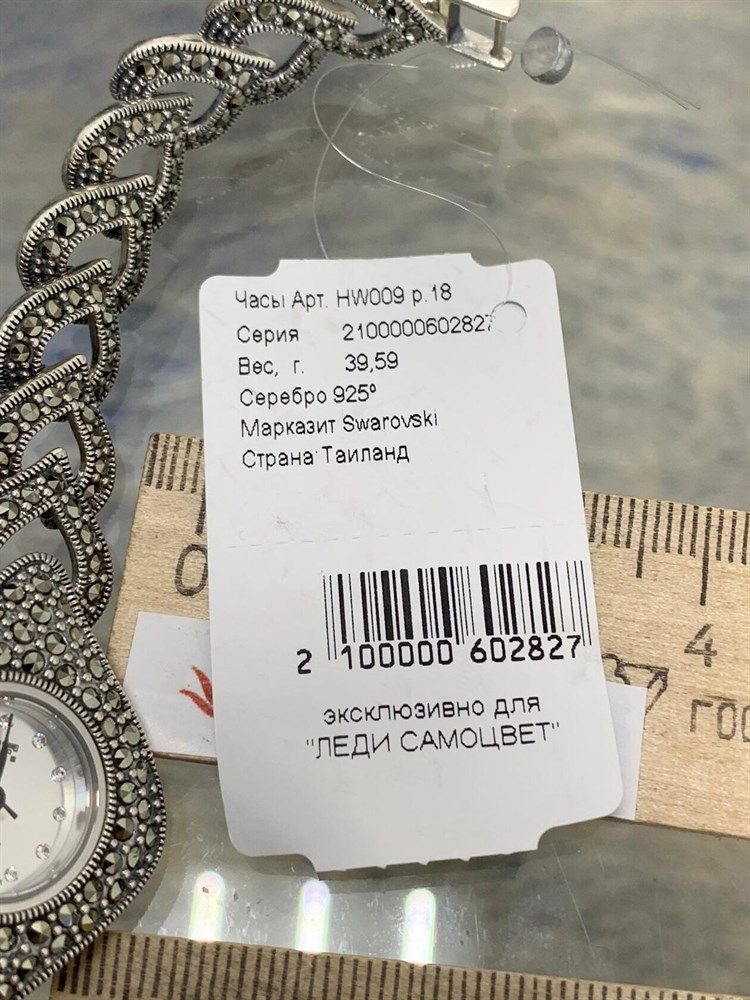 Часы Арт. HW009 р.18
Серия 2100000602827
Вес, г. 39,59
Серебро 925°
Марказит Swarovski
Страна Таиланд
2 100000 602827
эксклюзивно для
"ЛЕДИ САМОЦВЕТ"
0
4